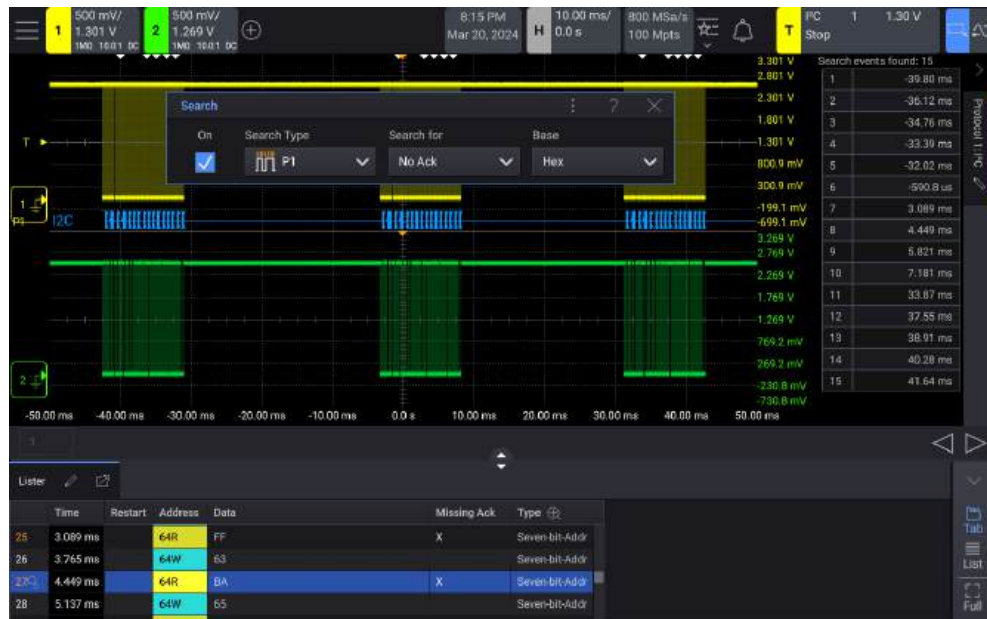 1 500 mV/ 1.301 V 1MΩ 10.0:1 DC
2 500 mV/ 1.269 V 1MΩ 10.0:1 DC
8:15 PM
Mar 20, 2024
H 10.00 ms/ 0.0 s
800 MSa/s
100 Mpts
T I²C 1 1.30 V
Stop
3.301 V
2.801 V
2.301 V
1.801 V
1.301 V
800.9 mV
300.9 mV
-199.1 mV
-699.1 mV
3.269 V
2.769 V
2.269 V
1.769 V
1.269 V
769.2 mV
269.2 mV
-230.8 mV
-730.8 mV
T
1
P1 I2C
2
Search
?
On Search Type Search for Base
P1 No Ack Hex
Search events found: 15
1 -39.80 ms
2 -36.12 ms
3 -34.76 ms
4 -33.39 ms
5 -32.02 ms
6 -590.8 us
7 3.089 ms
8 4.449 ms
9 5.821 ms
10 7.181 ms
11 33.87 ms
12 37.55 ms
13 38.91 ms
14 40.28 ms
15 41.64 ms
Protocol 1: I²C
-50.00 ms -40.00 ms -30.00 ms -20.00 ms -10.00 ms 0.0 s 10.00 ms 20.00 ms 30.00 ms 40.00 ms 50.00 ms
1
Lister
Time Restart Address Data Missing Ack Type
25 3.089 ms 64R FF X Seven-bit-Addr
26 3.765 ms 64W 63 Seven-bit-Addr
27 4.449 ms 64R BA X Seven-bit-Addr
28 5.137 ms 64W 65 Seven-bit-Addr
Tab
List
Full